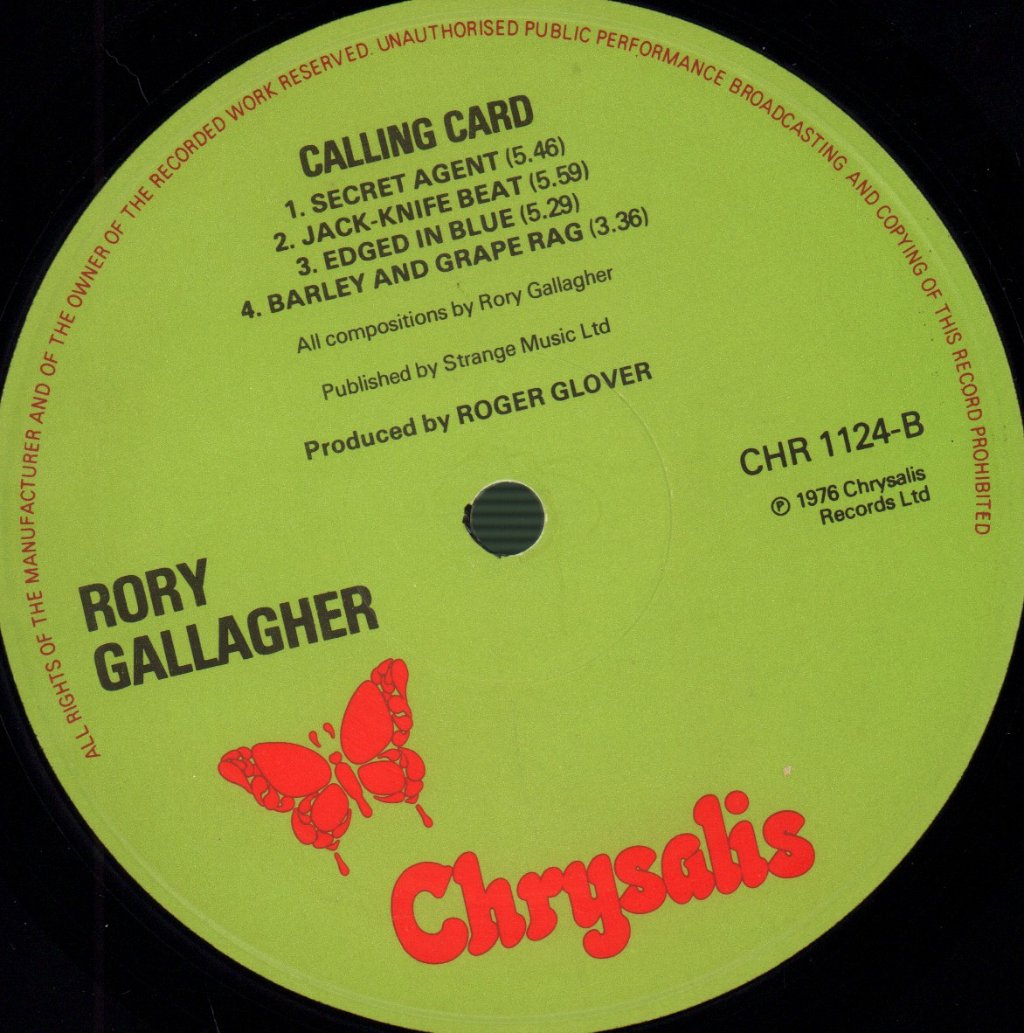 ALL RIGHTS OF THE MANUFACTURER AND OF THE OWNER OF THE RECORDED WORK RESERVED. UNAUTHORISED PUBLIC PERFORMANCE BROADCASTING AND COPYING OF THIS RECORD PROHIBITED
CALLING CARD
1. SECRET AGENT (5.46)
2. JACK-KNIFE BEAT (5.59)
3. EDGED IN BLUE (5.29)
4. BARLEY AND GRAPE RAG (3.36)
All compositions by Rory Gallagher
Published by Strange Music Ltd
Produced by ROGER GLOVER
CHR 1124-B
℗ 1976 Chrysalis
Records Ltd
RORY
GALLAGHER
Chrysalis